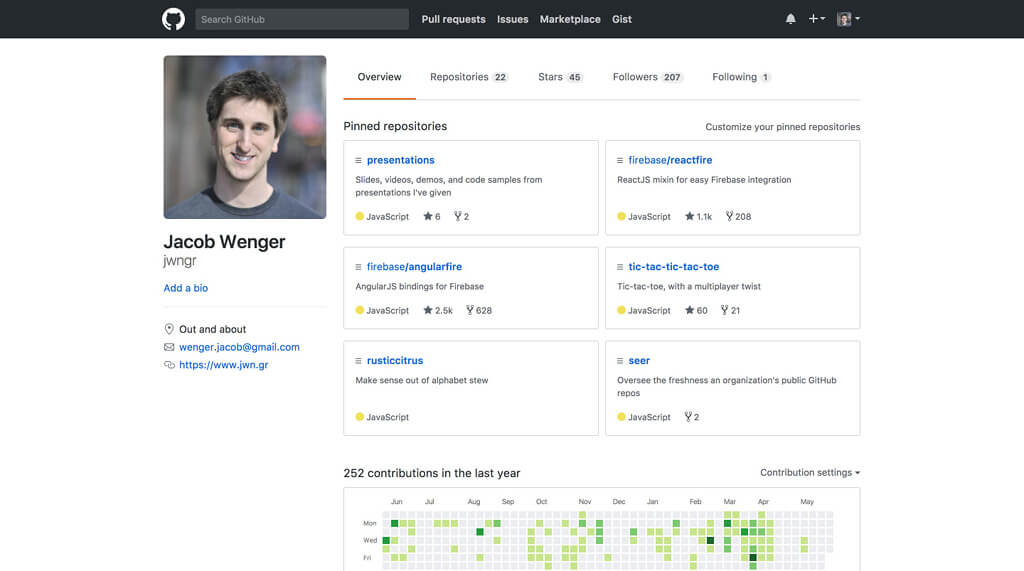 Search GitHub Pull requests Issues Marketplace Gist
Overview Repositories 22 Stars 45 Followers 207 Following 1
Jacob Wenger
jwngr
Add a bio
Out and about
wenger.jacob@gmail.com
https://www.jwn.gr
Pinned repositories Customize your pinned repositories
presentations
Slides, videos, demos, and code samples from
presentations I've given
JavaScript 6 2
firebase/reactfire
ReactJS mixin for easy Firebase integration
JavaScript 1.1k 208
firebase/angularfire
AngularJS bindings for Firebase
JavaScript 2.5k 628
tic-tac-tic-tac-toe
Tic-tac-toe, with a multiplayer twist
JavaScript 60 21
rusticcitrus
Make sense out of alphabet stew
JavaScript
seer
Oversee the freshness an organization's public GitHub
repos
JavaScript 2
252 contributions in the last year Contribution settings
Jun Jul Aug Sep Oct Nov Dec Jan Feb Mar Apr May
Mon
Wed
Fri